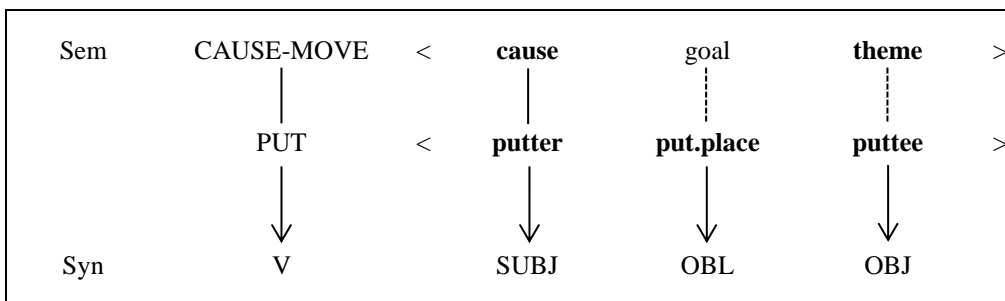 Sem CAUSE-MOVE < cause goal theme >
PUT < putter put.place puttee >
Syn V SUBJ OBL OBJ